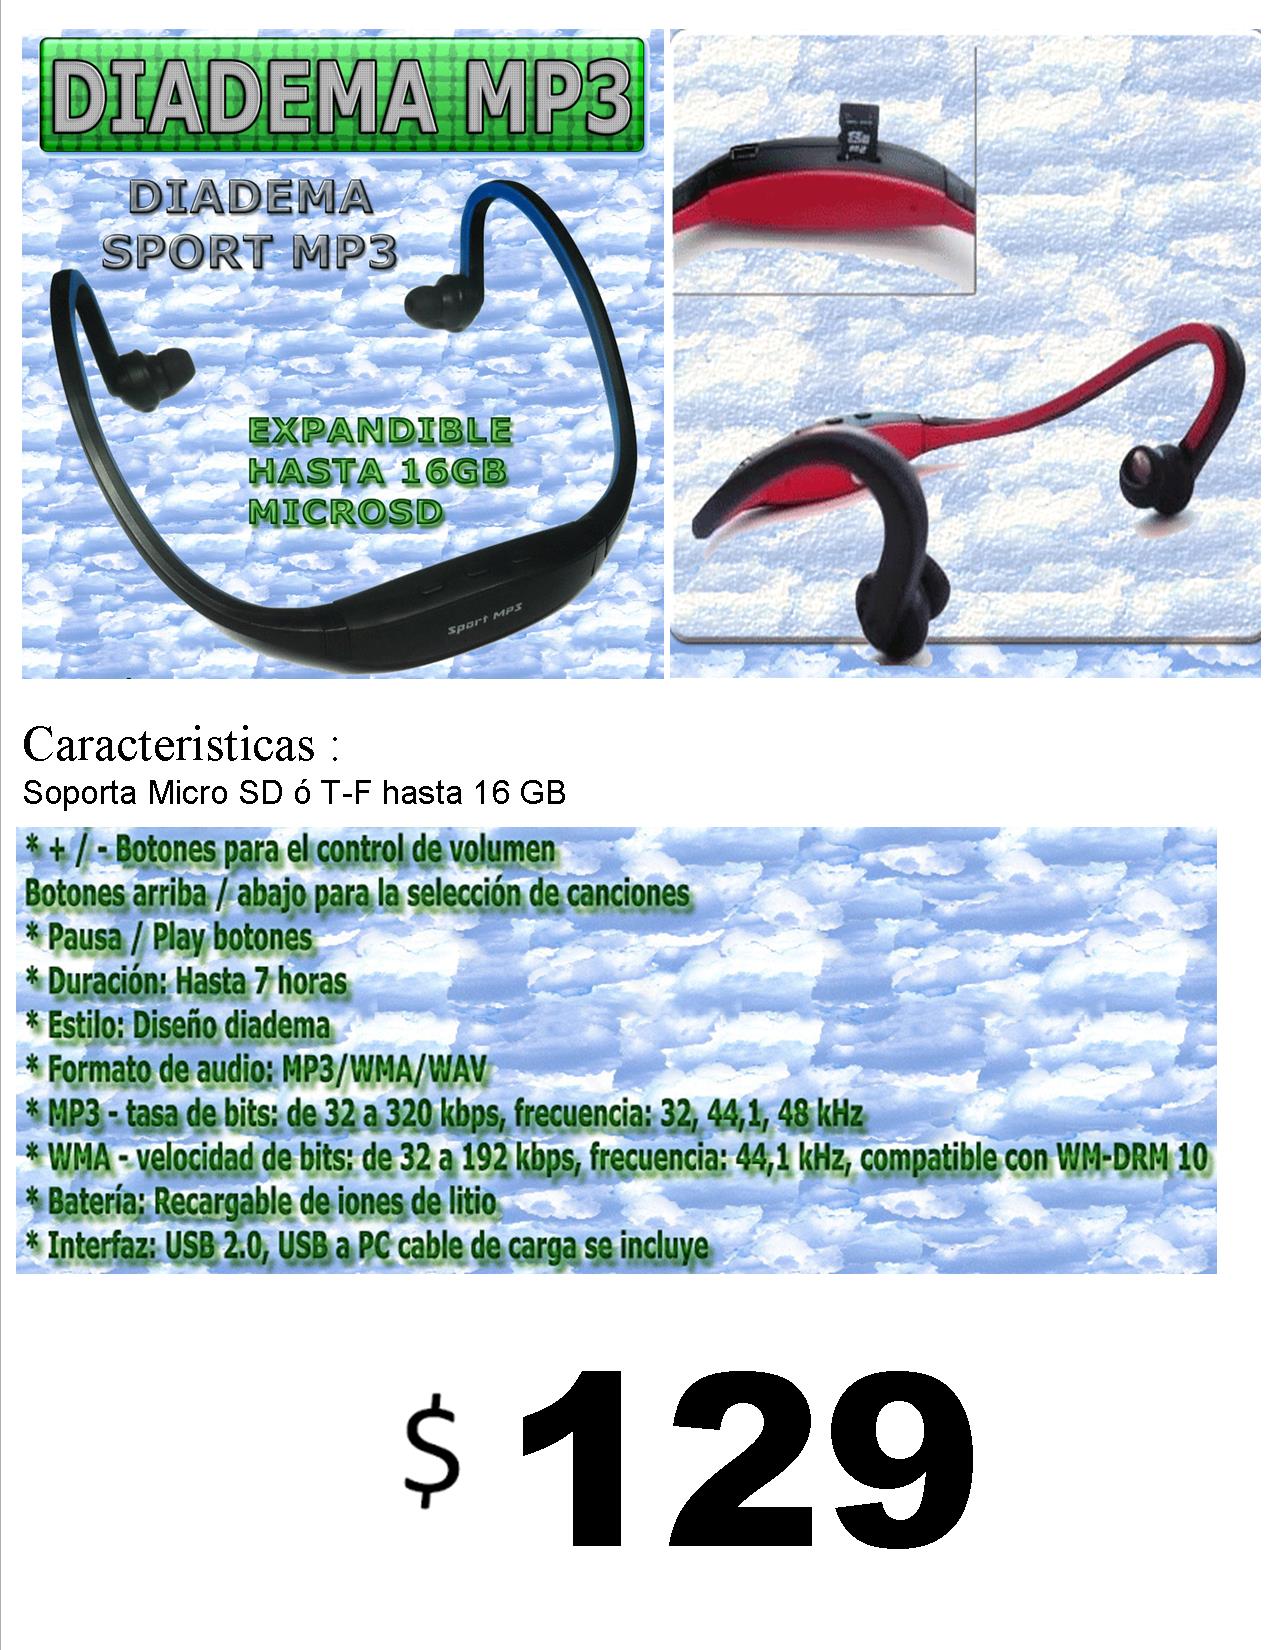 DIADEMA MP3
DIADEMA
SPORT MP3
EXPANDIBLE
HASTA 16GB
MICROSD
Sport MP3
Caracteristicas :
Soporta Micro SD ó T-F hasta 16 GB
* + / - Botones para el control de volumen
Botones arriba / abajo para la selección de canciones
* Pausa / Play botones
* Duración: Hasta 7 horas
* Estilo: Diseño diadema
* Formato de audio: MP3/WMA/WAV
* MP3 - tasa de bits: de 32 a 320 kbps, frecuencia: 32, 44,1, 48 kHz
* WMA - velocidad de bits: de 32 a 192 kbps, frecuencia: 44,1 kHz, compatible con WM-DRM 10
* Batería: Recargable de iones de litio
* Interfaz: USB 2.0, USB a PC cable de carga se incluye
$ 129